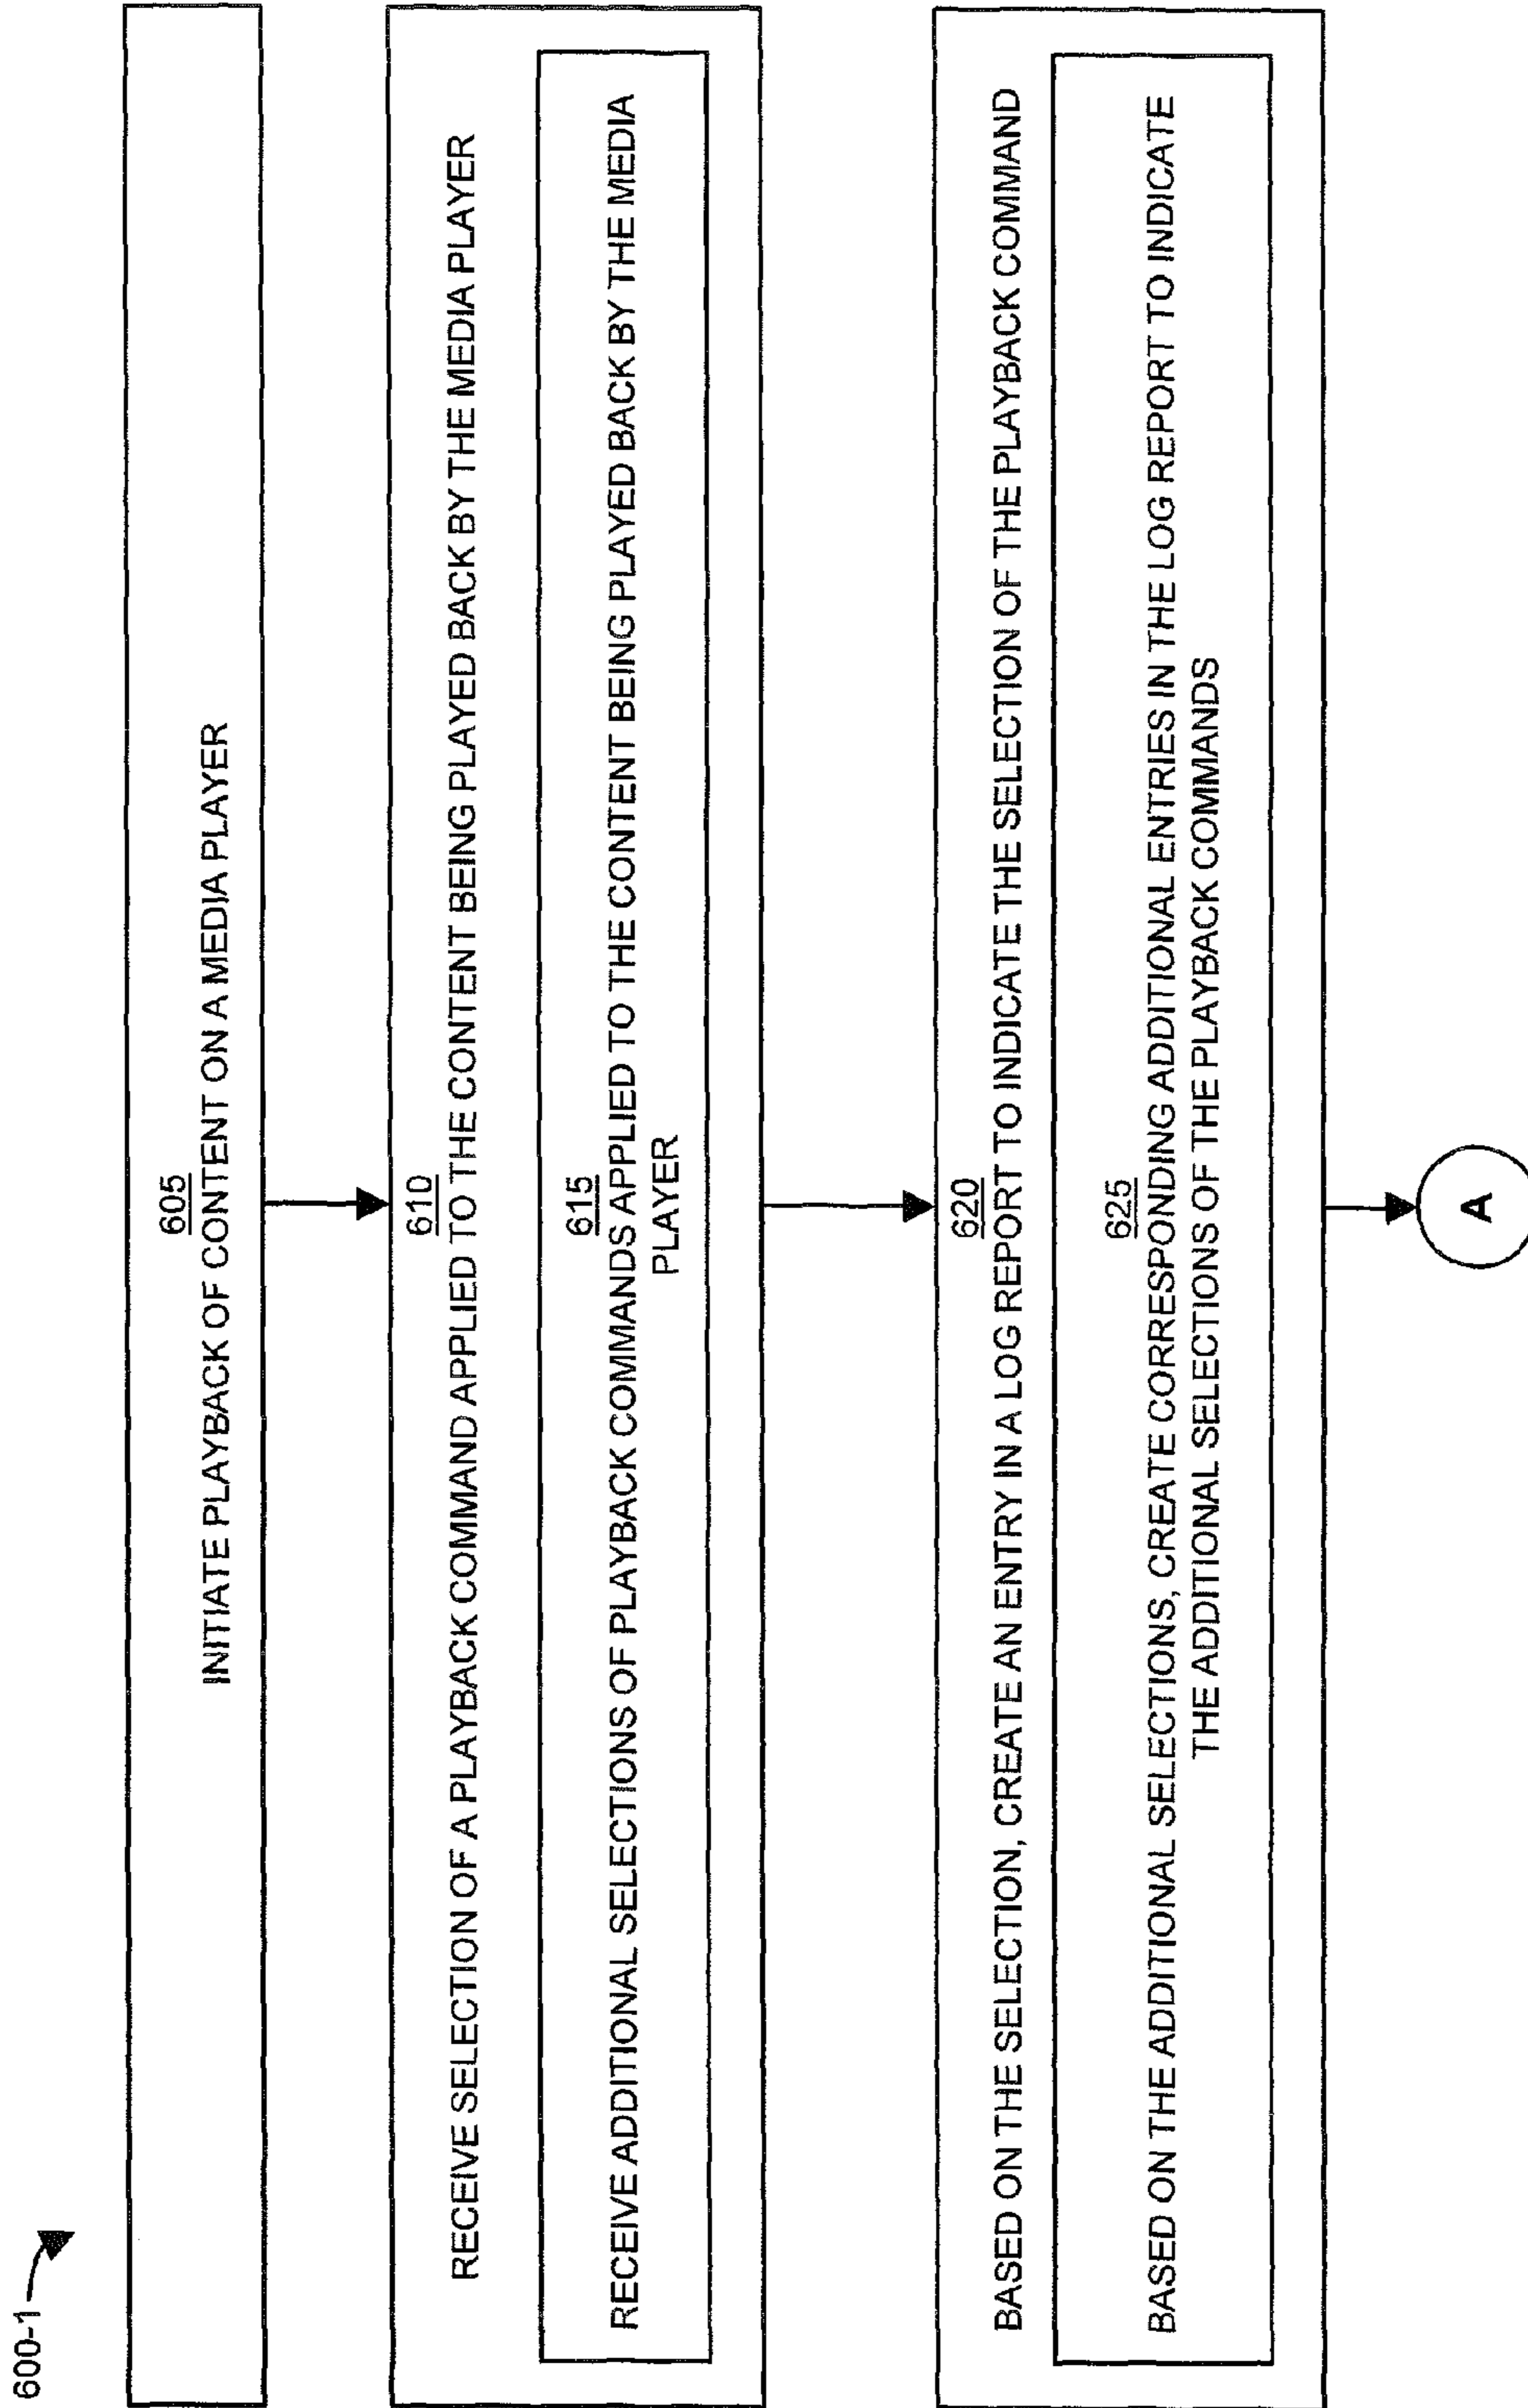 600-1
605
INITIATE PLAYBACK OF CONTENT ON A MEDIA PLAYER
610
RECEIVE SELECTION OF A PLAYBACK COMMAND APPLIED TO THE CONTENT BEING PLAYED BACK BY THE MEDIA PLAYER
615
RECEIVE ADDITIONAL SELECTIONS OF PLAYBACK COMMANDS APPLIED TO THE CONTENT BEING PLAYED BACK BY THE MEDIA
PLAYER
620
BASED ON THE SELECTION, CREATE AN ENTRY IN A LOG REPORT TO INDICATE THE SELECTION OF THE PLAYBACK COMMAND
625
BASED ON THE ADDITIONAL SELECTIONS, CREATE CORRESPONDING ADDITIONAL ENTRIES IN THE LOG REPORT TO INDICATE
THE ADDITIONAL SELECTIONS OF THE PLAYBACK COMMANDS
A